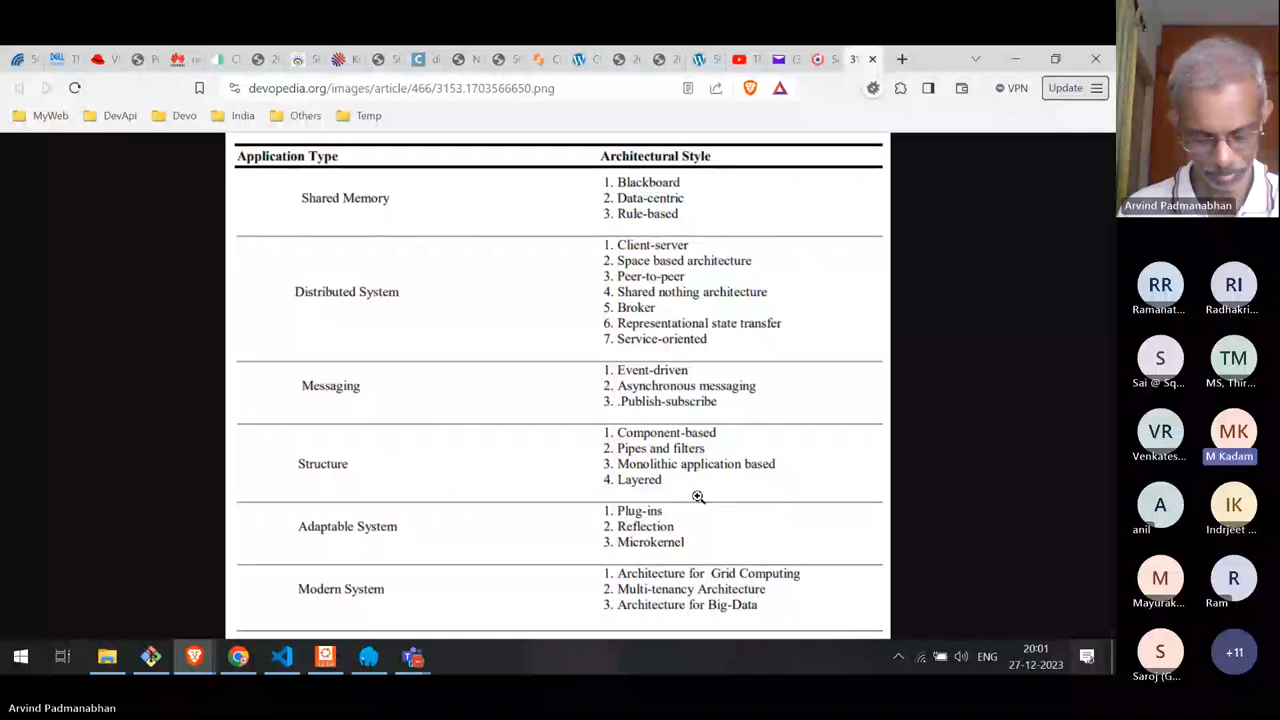 devopedia.org/images/article/466/3153.1703566650.png
VPN
Update
MyWeb
DevApi
Devo
India
Others
Temp
Application Type Architectural Style
Shared Memory
1. Blackboard
2. Data-centric
3. Rule-based
Distributed System
1. Client-server
2. Space based architecture
3. Peer-to-peer
4. Shared nothing architecture
5. Broker
6. Representational state transfer
7. Service-oriented
Messaging
1. Event-driven
2. Asynchronous messaging
3. .Publish-subscribe
Structure
1. Component-based
2. Pipes and filters
3. Monolithic application based
4. Layered
Adaptable System
1. Plug-ins
2. Reflection
3. Microkernel
Modern System
1. Architecture for Grid Computing
2. Multi-tenancy Architecture
3. Architecture for Big-Data
ENG
20:01
27-12-2023
Arvind Padmanabhan
RR RI
Ramanat... Radhakri...
S TM
Sai @ Sq... MS, Thir...
VR MK
Venkates... M Kadam
A IK
anil Indrjeet ...
M R
Mayurak... Ram
S +11
Saroj (G...
Arvind Padmanabhan